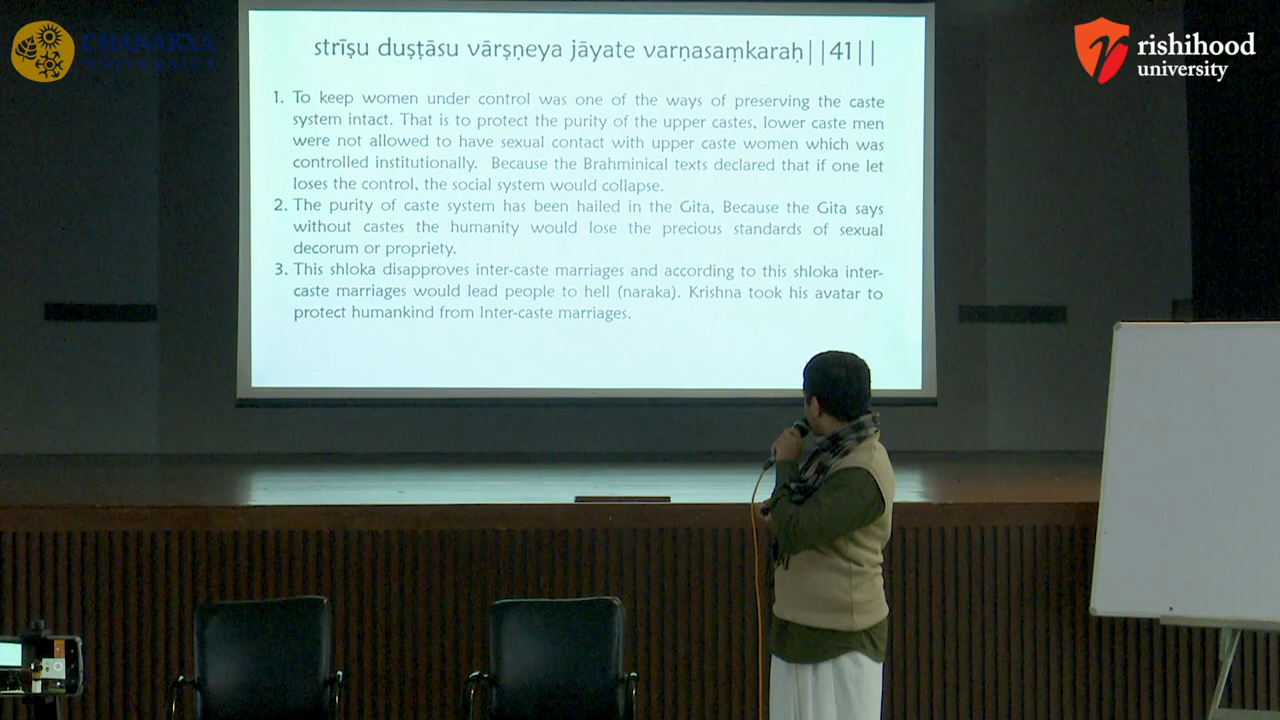 CHANAKYA
UNIVERSITY
rishihood
university
strīṣu duṣṭāsu vārṣṇeya jāyate varṇasaṁkaraḥ||41||
1. To keep women under control was one of the ways of preserving the caste
system intact. That is to protect the purity of the upper castes, lower caste men
were not allowed to have sexual contact with upper caste women which was
controlled institutionally. Because the Brahminical texts declared that if one let
loses the control, the social system would collapse.
2. The purity of caste system has been hailed in the Gita, Because the Gita says
without castes the humanity would lose the precious standards of sexual
decorum or propriety.
3. This shloka disapproves inter-caste marriages and according to this shloka inter-
caste marriages would lead people to hell (naraka). Krishna took his avatar to
protect humankind from Inter-caste marriages.